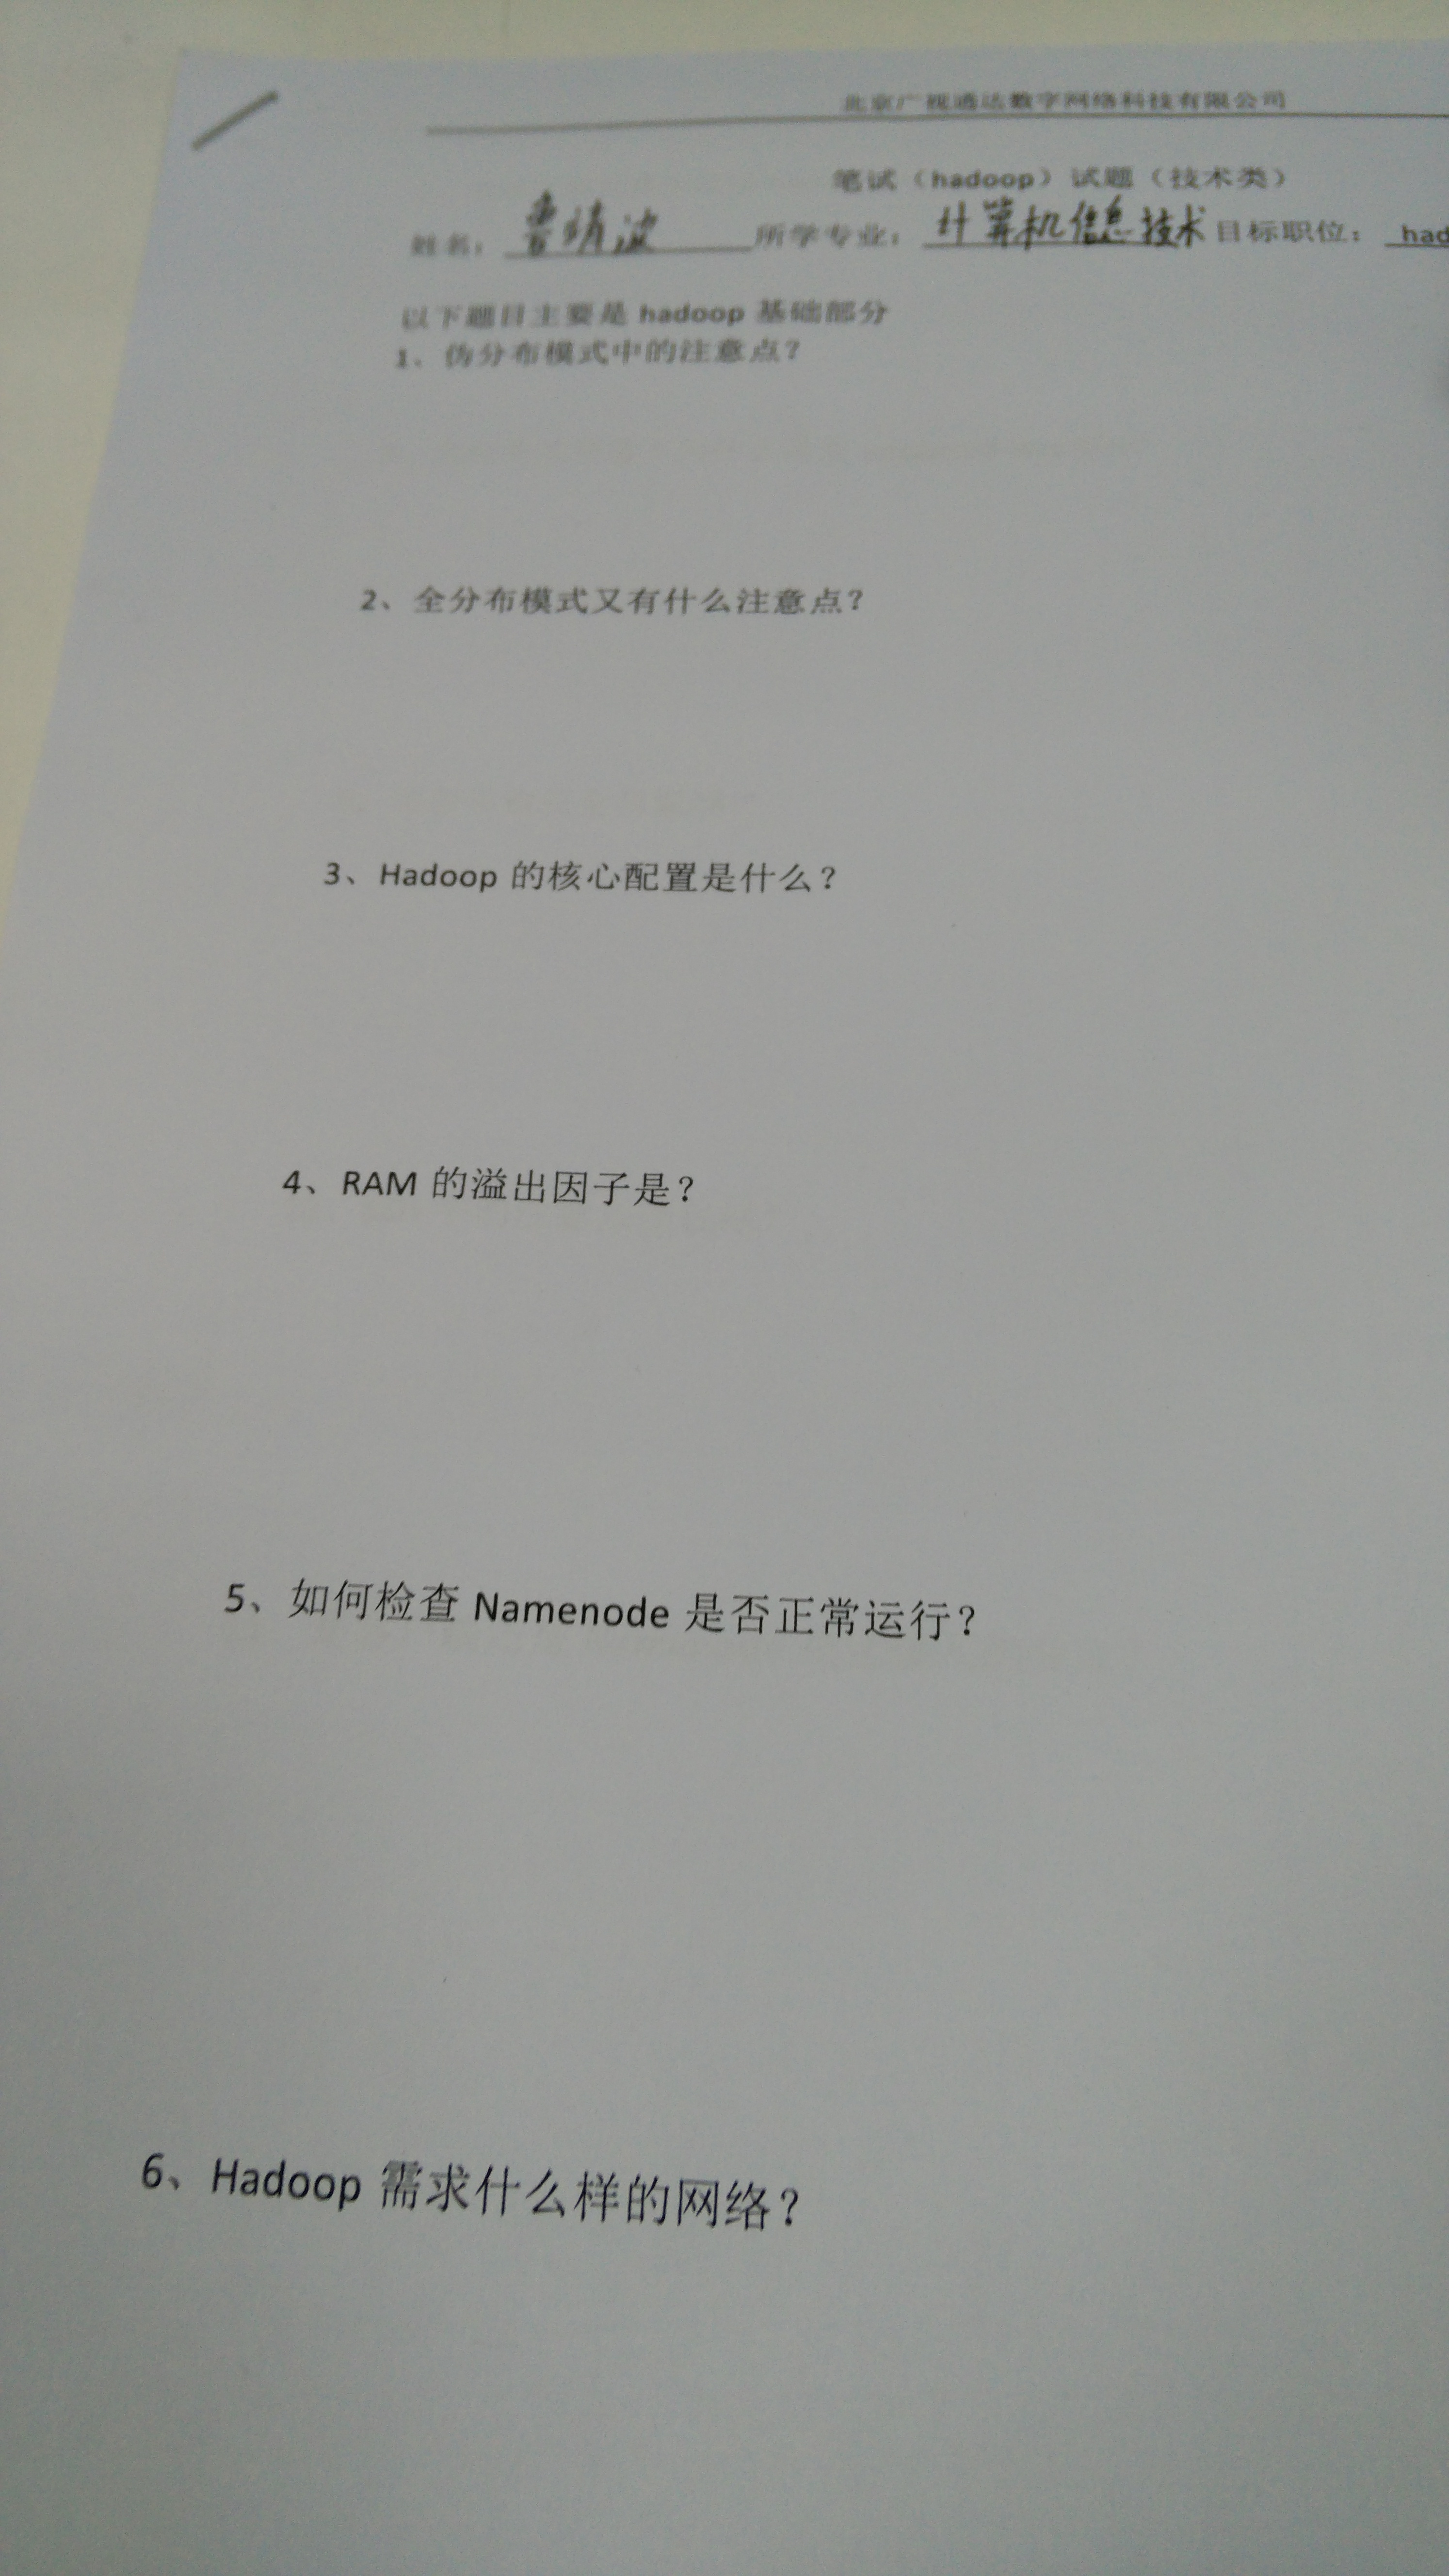 北京广视通达数字网络科技有限公司
笔试（hadoop）试题（技术类）
姓名： 鲁靖波 所学专业： 计算机信息技术 目标职位： had
以下题目主要是 hadoop 基础部分
1、伪分布模式中的注意点？
2、全分布模式又有什么注意点？
3、Hadoop 的核心配置是什么？
4、RAM 的溢出因子是？
5、如何检查 Namenode 是否正常运行？
6、Hadoop 需求什么样的网络？